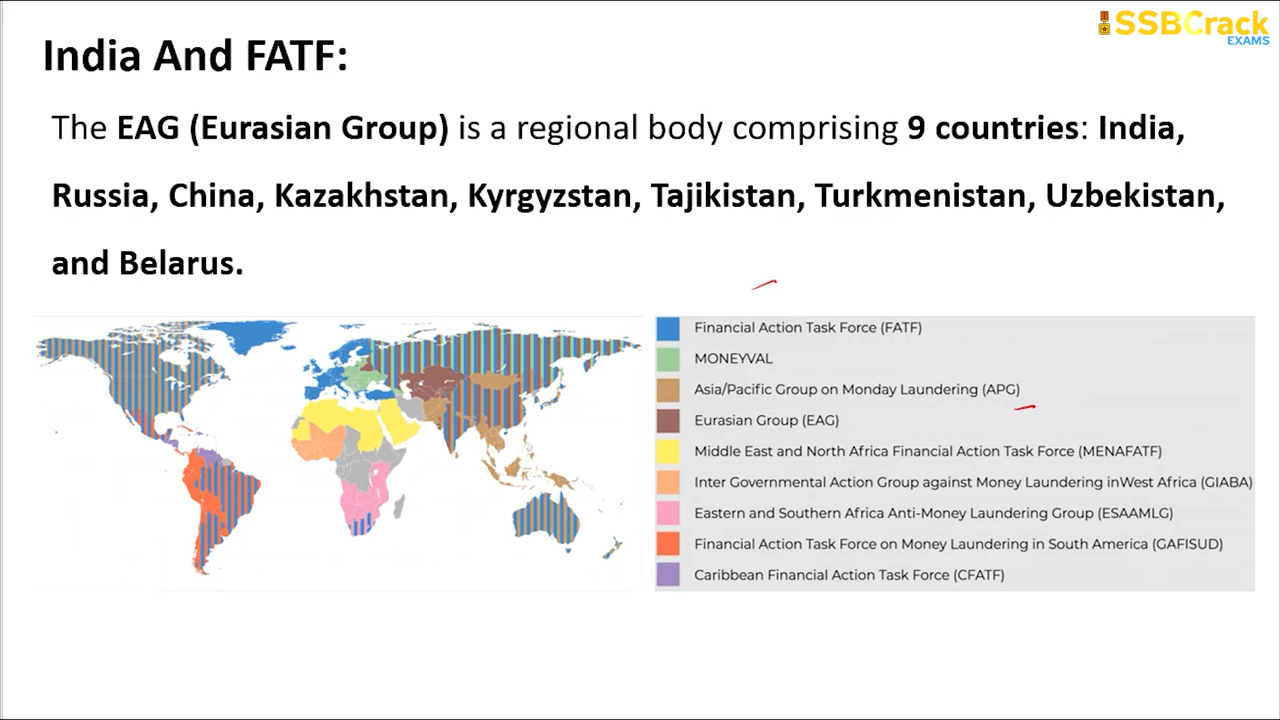 SSBCrack
EXAMS
India And FATF:
The EAG (Eurasian Group) is a regional body comprising 9 countries: India,
Russia, China, Kazakhstan, Kyrgyzstan, Tajikistan, Turkmenistan, Uzbekistan,
and Belarus.
Financial Action Task Force (FATF)
MONEYVAL
Asia/Pacific Group on Monday Laundering (APG)
Eurasian Group (EAG)
Middle East and North Africa Financial Action Task Force (MENAFATF)
Inter Governmental Action Group against Money Laundering inWest Africa (GIABA)
Eastern and Southern Africa Anti-Money Laundering Group (ESAAMLG)
Financial Action Task Force on Money Laundering in South America (GAFISUD)
Caribbean Financial Action Task Force (CFATF)